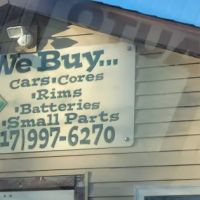 We Buy...
Cars • Cores
• Rims
• Batteries
• Small Parts
17)997-6270